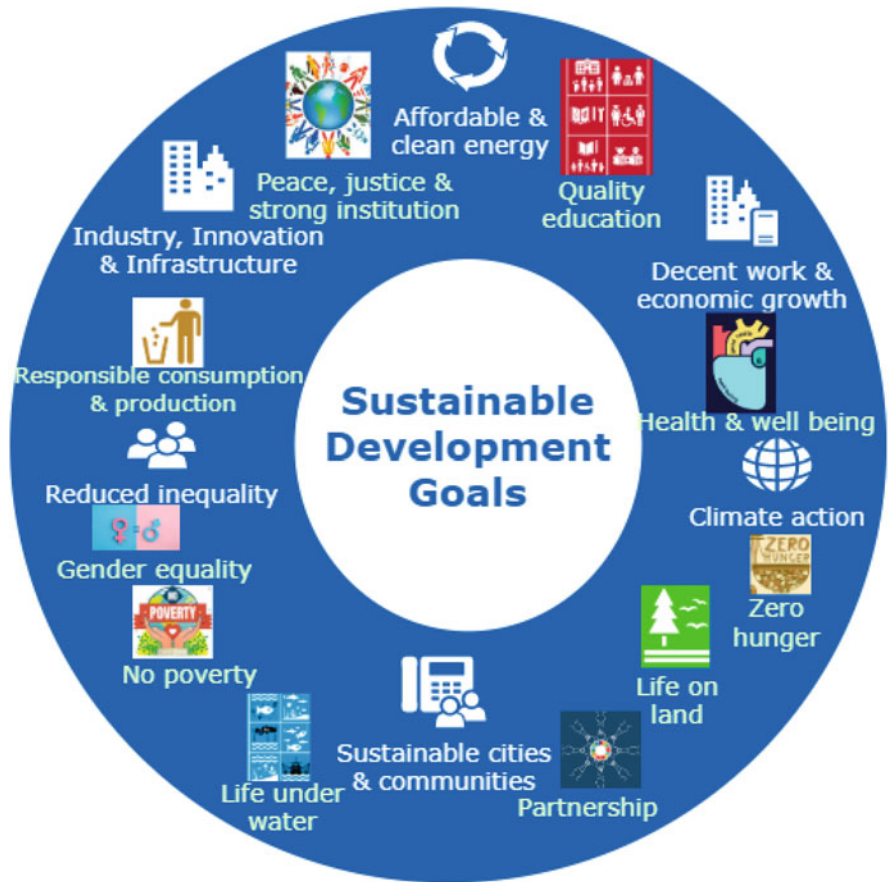 Affordable &
clean energy
Quality
education
Decent work &
economic growth
Health & well being
Climate action
ZERO
HUNGER
Zero
hunger
Life on
land
Partnership
Sustainable cities
& communities
Life under
water
POVERTY
No poverty
Gender equality
Reduced inequality
Responsible consumption
& production
Industry, Innovation
& Infrastructure
Peace, justice &
strong institution
Sustainable
Development
Goals